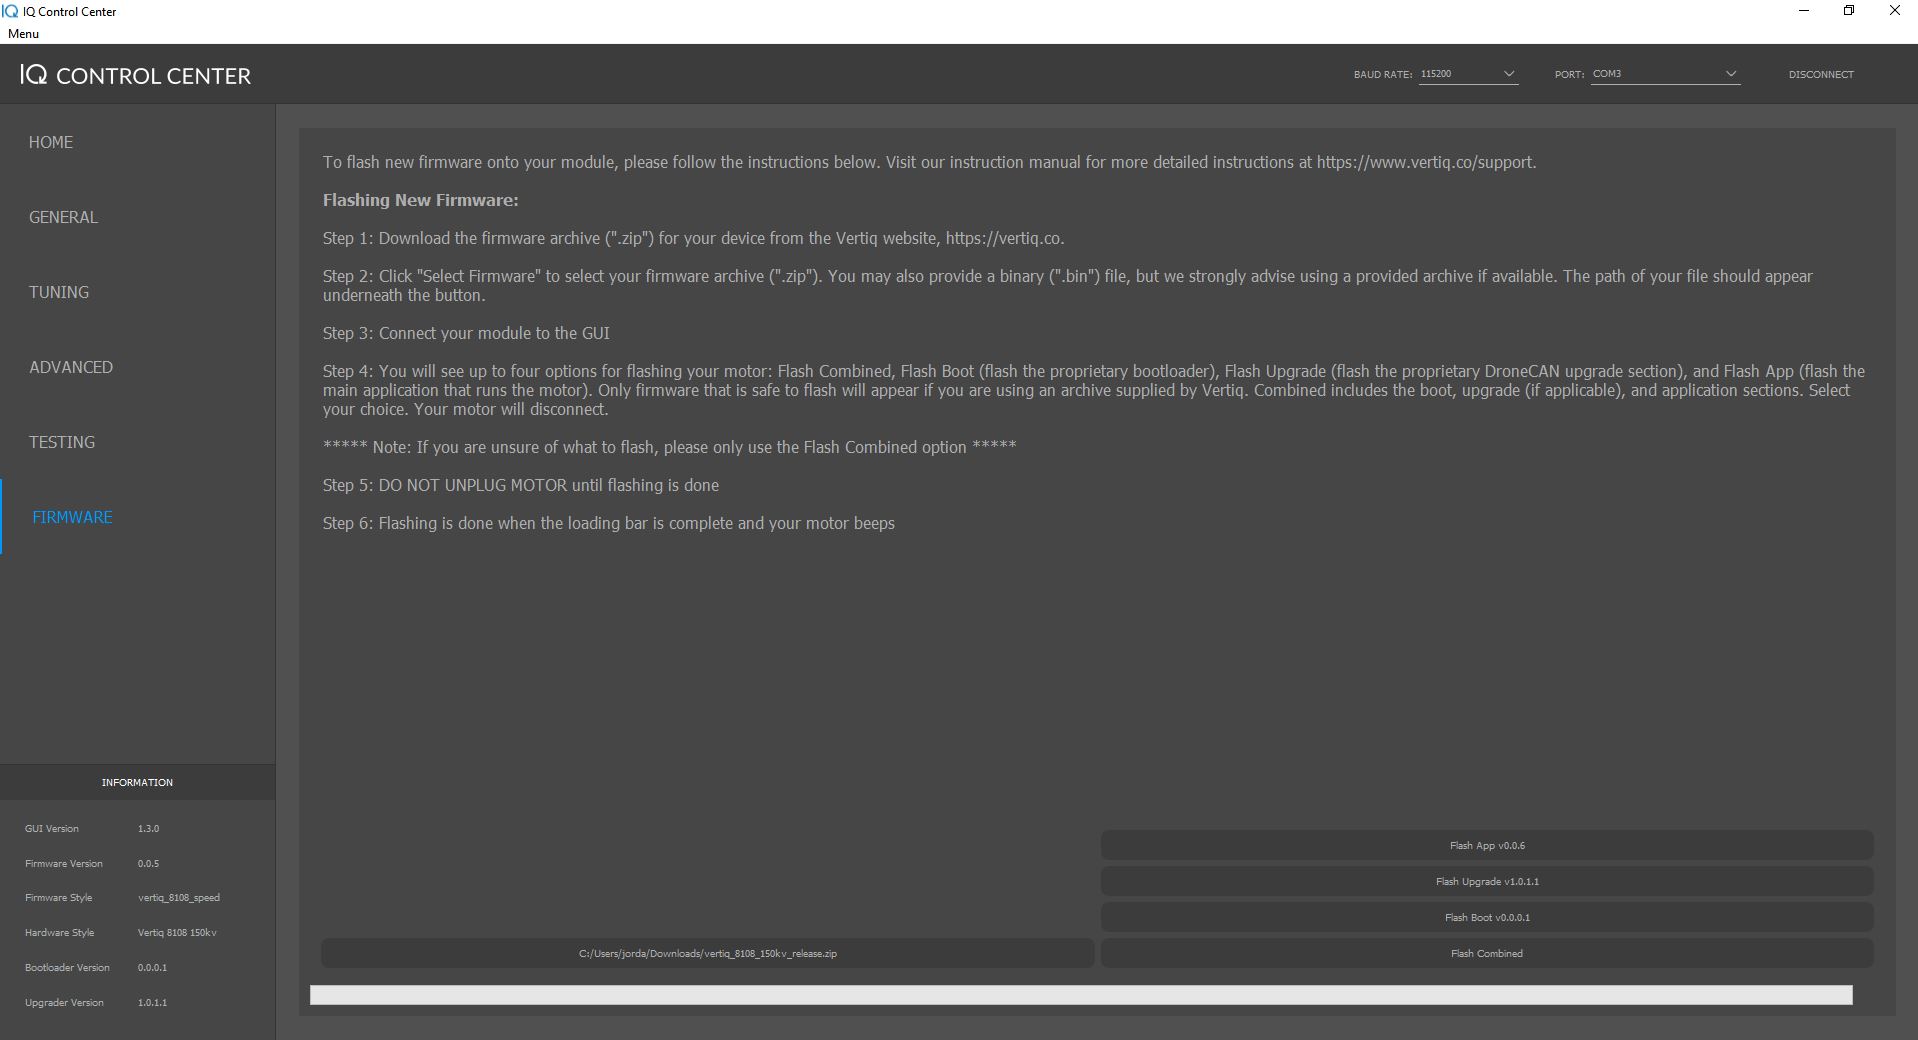 IQ Control Center
Menu
IQ CONTROL CENTER
BAUD RATE: 115200 PORT: COM3 DISCONNECT
HOME
GENERAL
TUNING
ADVANCED
TESTING
FIRMWARE
To flash new firmware onto your module, please follow the instructions below. Visit our instruction manual for more detailed instructions at https://www.vertiq.co/support.
Flashing New Firmware:
Step 1: Download the firmware archive (".zip") for your device from the Vertiq website, https://vertiq.co.
Step 2: Click "Select Firmware" to select your firmware archive (".zip"). You may also provide a binary (".bin") file, but we strongly advise using a provided archive if available. The path of your file should appear
underneath the button.
Step 3: Connect your module to the GUI
Step 4: You will see up to four options for flashing your motor: Flash Combined, Flash Boot (flash the proprietary bootloader), Flash Upgrade (flash the proprietary DroneCAN upgrade section), and Flash App (flash the
main application that runs the motor). Only firmware that is safe to flash will appear if you are using an archive supplied by Vertiq. Combined includes the boot, upgrade (if applicable), and application sections. Select
your choice. Your motor will disconnect.
***** Note: If you are unsure of what to flash, please only use the Flash Combined option *****
Step 5: DO NOT UNPLUG MOTOR until flashing is done
Step 6: Flashing is done when the loading bar is complete and your motor beeps
INFORMATION
GUI Version 1.3.0
Firmware Version 0.0.5
Firmware Style vertiq_8108_speed
Hardware Style Vertiq 8108 150kv
Bootloader Version 0.0.0.1
Upgrader Version 1.0.1.1
Flash App v0.0.6
Flash Upgrade v1.0.1.1
Flash Boot v0.0.0.1
C:/Users/jorda/Downloads/vertiq_8108_150kv_release.zip
Flash Combined